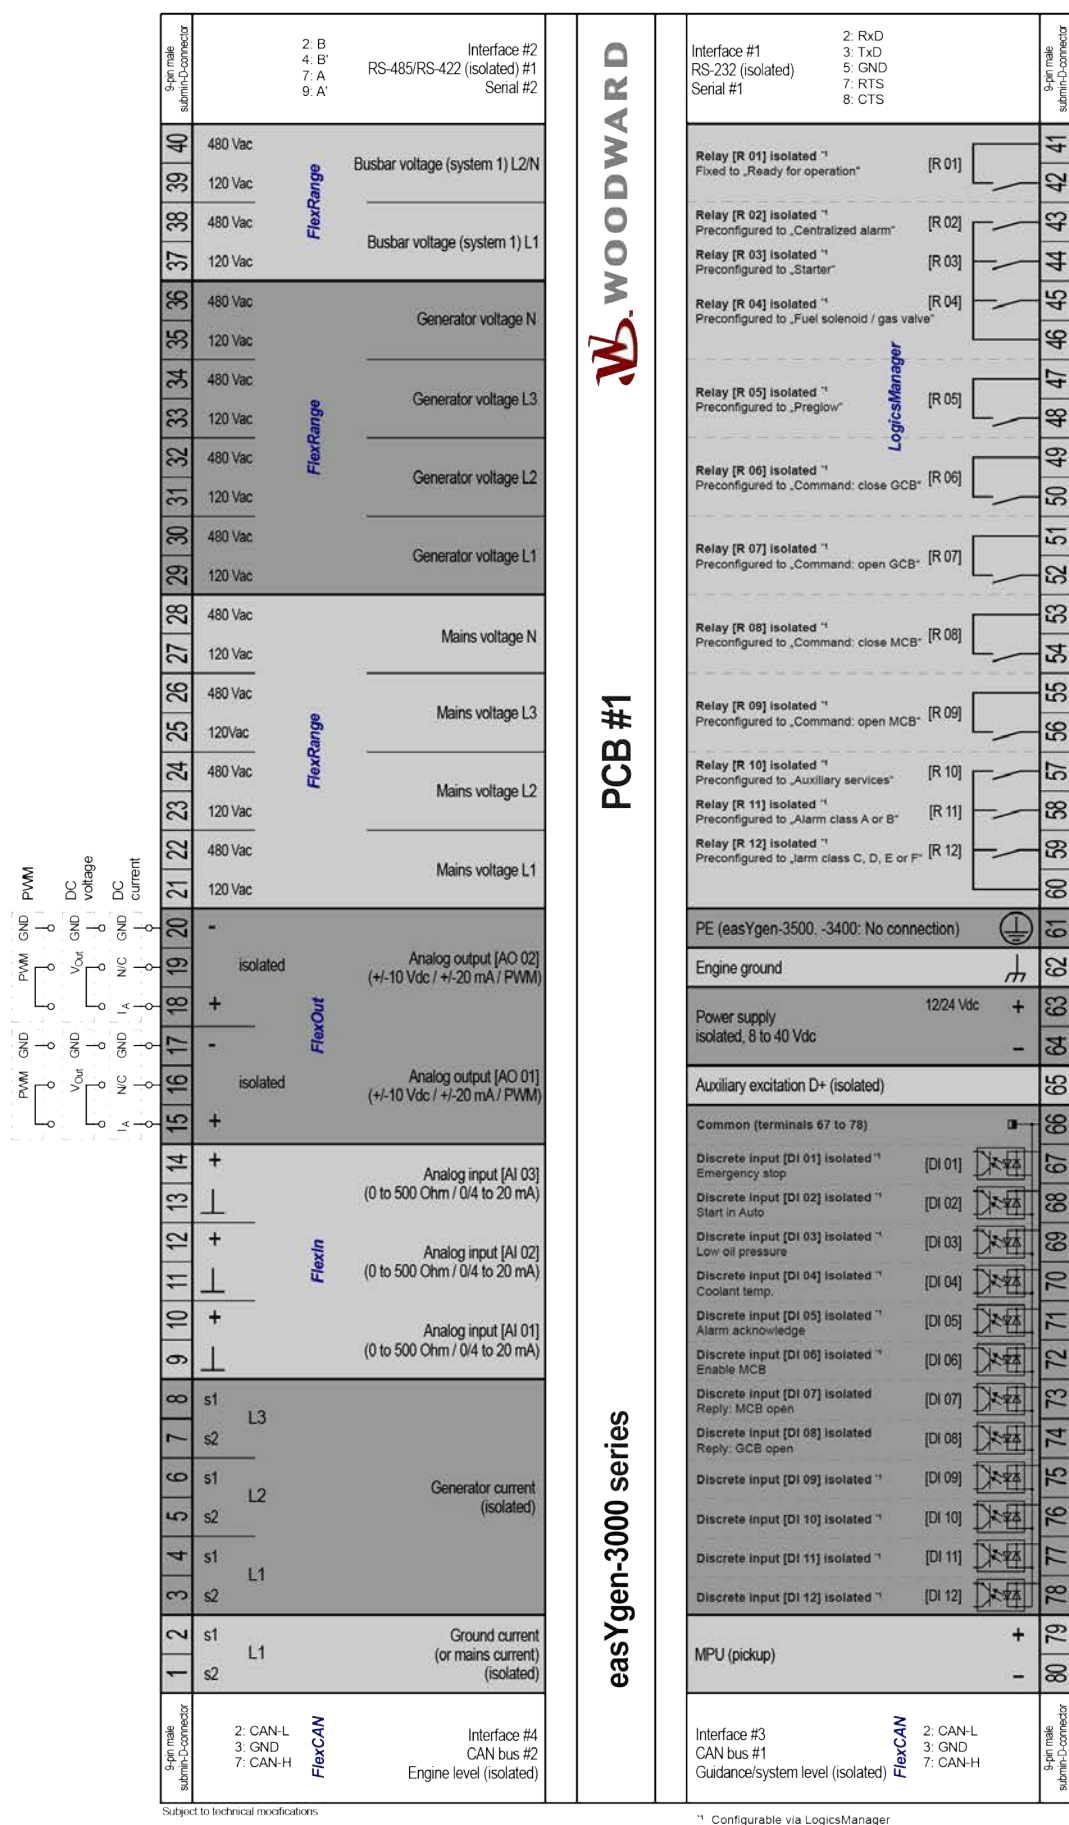 9-pin male
submin-D-connector
2: B
4: B'
7: A
9: A'
Interface #2
RS-485/RS-422 (isolated) #1
Serial #2
40
480 Vac
39
120 Vac
Busbar voltage (system 1) L2/N
38
480 Vac
37
120 Vac
Busbar voltage (system 1) L1
FlexRange
36
480 Vac
35
120 Vac
Generator voltage N
34
480 Vac
33
120 Vac
Generator voltage L3
32
480 Vac
31
120 Vac
Generator voltage L2
30
480 Vac
29
120 Vac
Generator voltage L1
FlexRange
28
480 Vac
27
120 Vac
Mains voltage N
26
480 Vac
25
120Vac
Mains voltage L3
24
480 Vac
23
120 Vac
Mains voltage L2
22
480 Vac
21
120 Vac
Mains voltage L1
FlexRange
PWM
DC
voltage
DC
current
GND
GND
GND
20
-
PWM
VOut
N/C
19
isolated
Analog output [AO 02]
(+/-10 Vdc / +/-20 mA / PWM)
IA
18
+
FlexOut
GND
GND
GND
17
-
PWM
VOut
N/C
16
isolated
Analog output [AO 01]
(+/-10 Vdc / +/-20 mA / PWM)
IA
15
+
14
+
13
Analog input [AI 03]
(0 to 500 Ohm / 0/4 to 20 mA)
12
+
11
Analog input [AI 02]
(0 to 500 Ohm / 0/4 to 20 mA)
FlexIn
10
+
9
Analog input [AI 01]
(0 to 500 Ohm / 0/4 to 20 mA)
8
s1
7
s2
L3
6
s1
5
s2
L2
4
s1
3
s2
L1
Generator current
(isolated)
2
s1
1
s2
L1
Ground current
(or mains current)
(isolated)
9-pin male
submin-D-connector
2: CAN-L
3: GND
7: CAN-H
FlexCAN
Interface #4
CAN bus #2
Engine level (isolated)
Subject to technical mocifications.
WOODWARD
PCB #1
easYgen-3000 series
Interface #1
RS-232 (isolated)
Serial #1
2: RxD
3: TxD
5: GND
7: RTS
8: CTS
9-pin male
submin-D-connector
Relay [R 01] isolated *1
Fixed to „Ready for operation“
[R 01]
41
42
Relay [R 02] isolated *1
Preconfigured to „Centralized alarm“
[R 02]
43
Relay [R 03] isolated *1
Preconfigured to „Starter“
[R 03]
44
Relay [R 04] isolated *1
Preconfigured to „Fuel solenoid / gas valve“
[R 04]
45
46
LogicsManager
Relay [R 05] isolated *1
Preconfigured to „Preglow“
[R 05]
47
48
Relay [R 06] isolated *1
Preconfigured to „Command: close GCB“
[R 06]
49
50
Relay [R 07] isolated *1
Preconfigured to „Command: open GCB“
[R 07]
51
52
Relay [R 08] isolated *1
Preconfigured to „Command: close MCB“
[R 08]
53
54
Relay [R 09] isolated *1
Preconfigured to „Command: open MCB“
[R 09]
55
56
Relay [R 10] isolated *1
Preconfigured to „Auxiliary services“
[R 10]
57
Relay [R 11] isolated *1
Preconfigured to „Alarm class A or B“
[R 11]
58
Relay [R 12] isolated *1
Preconfigured to „larm class C, D, E or F“
[R 12]
59
60
PE (easYgen-3500. -3400: No connection)
61
Engine ground
62
Power supply
isolated, 8 to 40 Vdc
12/24 Vdc
+
63
-
64
Auxiliary excitation D+ (isolated)
65
Common (terminals 67 to 78)
66
Discrete input [DI 01] isolated *1
Emergency stop
[DI 01]
67
Discrete input [DI 02] isolated *1
Start in Auto
[DI 02]
68
Discrete input [DI 03] isolated *1
Low oil pressure
[DI 03]
69
Discrete input [DI 04] isolated *1
Coolant temp.
[DI 04]
70
Discrete input [DI 05] isolated *1
Alarm acknowledge
[DI 05]
71
Discrete input [DI 06] isolated *1
Enable MCB
[DI 06]
72
Discrete input [DI 07] isolated
Reply: MCB open
[DI 07]
73
Discrete input [DI 08] isolated
Reply: GCB open
[DI 08]
74
Discrete input [DI 09] isolated *1
[DI 09]
75
Discrete input [DI 10] isolated *1
[DI 10]
76
Discrete input [DI 11] isolated *1
[DI 11]
77
Discrete input [DI 12] isolated *1
[DI 12]
78
MPU (pickup)
+
79
-
80
Interface #3
CAN bus #1
Guidance/system level (isolated)
FlexCAN
2: CAN-L
3: GND
7: CAN-H
9-pin male
submin-D-connector
*1 Configurable via LogicsManager